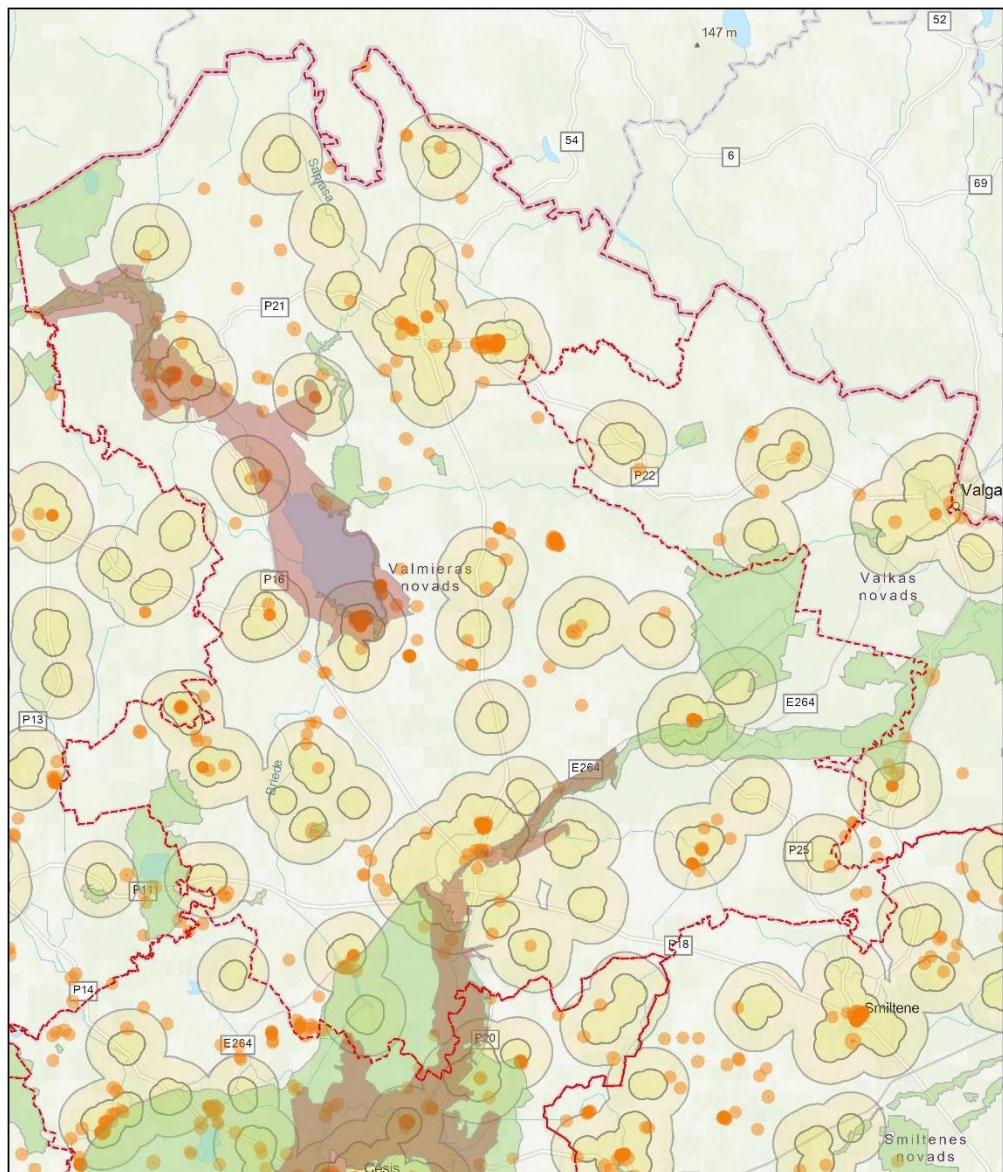 52
147 m
54
6
69
Saprasa
P21
P22
Valga
Valmieras
novads
Valkas
novads
P16
P13
E264
E264
Briede
P25
P11
P18
P14
Smiltene
E264
P20
Smiltenes
novads
Cēsis